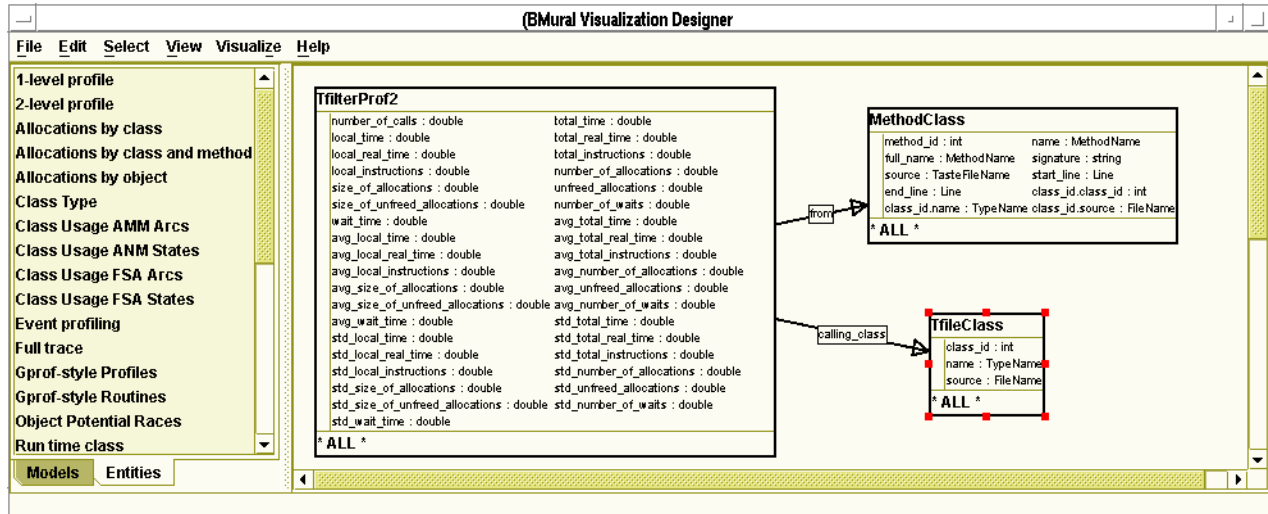 (BMural Visualization Designer
File Edit Select View Visualize Help
1-level profile
2-level profile
Allocations by class
Allocations by class and method
Allocations by object
Class Type
Class Usage AMM Arcs
Class Usage ANM States
Class Usage FSA Arcs
Class Usage FSA States
Event profiling
Full trace
Gprof-style Profiles
Gprof-style Routines
Object Potential Races
Run time class
Models Entities
TfilterProf2
number_of_calls : double total_time : double
local_time : double total_real_time : double
local_real_time : double total_instructions : double
local_instructions : double number_of_allocations : double
size_of_allocations : double unfreed_allocations : double
size_of_unfreed_allocations : double number_of_waits : double
wait_time : double avg_total_time : double
avg_local_time : double avg_total_real_time : double
avg_local_real_time : double avg_total_instructions : double
avg_local_instructions : double avg_number_of_allocations : double
avg_size_of_allocations : double avg_unfreed_allocations : double
avg_size_of_unfreed_allocations : double avg_number_of_waits : double
avg_wait_time : double std_total_time : double
std_local_time : double std_total_real_time : double
std_local_real_time : double std_total_instructions : double
std_local_instructions : double std_number_of_allocations : double
std_size_of_allocations : double std_unfreed_allocations : double
std_size_of_unfreed_allocations : double std_number_of_waits : double
std_wait_time : double
* ALL *
from
calling_class
MethodClass
method_id : int name : MethodName
full_name : MethodName signature : string
source : TasteFileName start_line : Line
end_line : Line class_id.class_id : int
class_id.name : TypeName class_id.source : FileName
* ALL *
TfileClass
class_id : int
name : TypeName
source : FileName
* ALL *